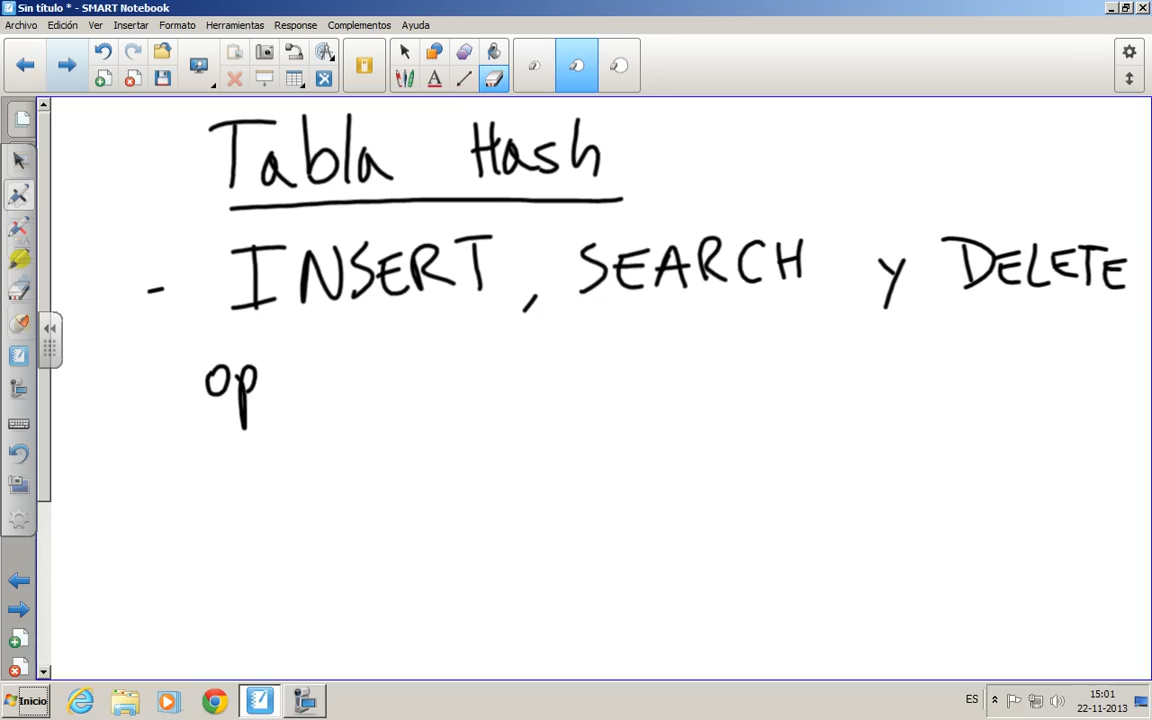 Sin título * - SMART Notebook
Archivo Edición Ver Insertar Formato Herramientas Response Complementos Ayuda
Tabla Hash
- INSERT, SEARCH y DELETE
op
Inicio
ES
15:01
22-11-2013